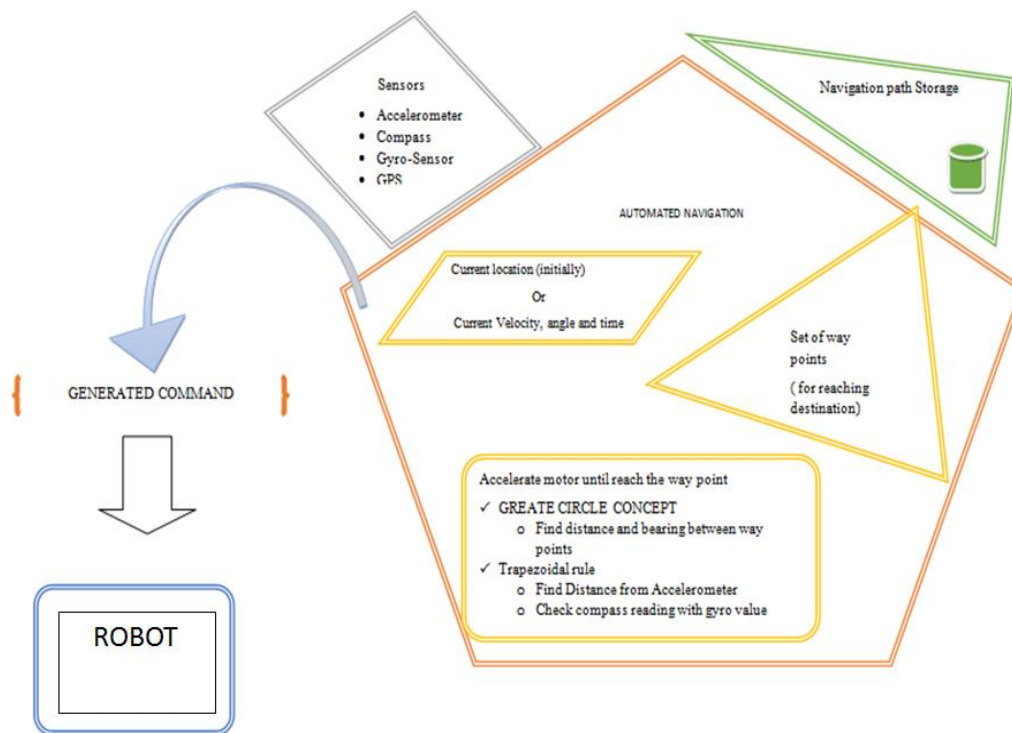 Sensors
• Accelerometer
• Compass
• Gyro-Sensor
• GPS
Navigation path Storage
AUTOMATED NAVIGATION
Current location (initially)
Or
Current Velocity, angle and time
Set of way
points
( for reaching
destination)
GENERATED COMMAND
Accelerate motor until reach the way point
✓ GREATE CIRCLE CONCEPT
o Find distance and bearing between way
points
✓ Trapezoidal rule
o Find Distance from Accelerometer
o Check compass reading with gyro value
ROBOT